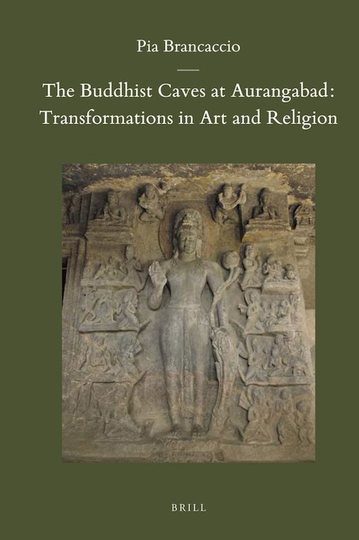 Pia Brancaccio
The Buddhist Caves at Aurangabad:
Transformations in Art and Religion
BRILL